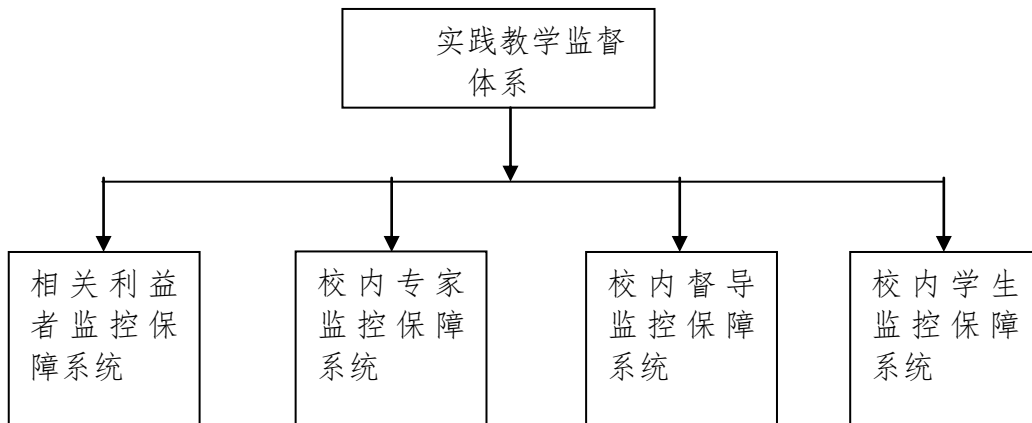 实践教学监督
体系
相关利益
者监控保
障系统
校内专家
监控保障
系统
校内督导
监控保障
系统
校内学生
监控保障
系统